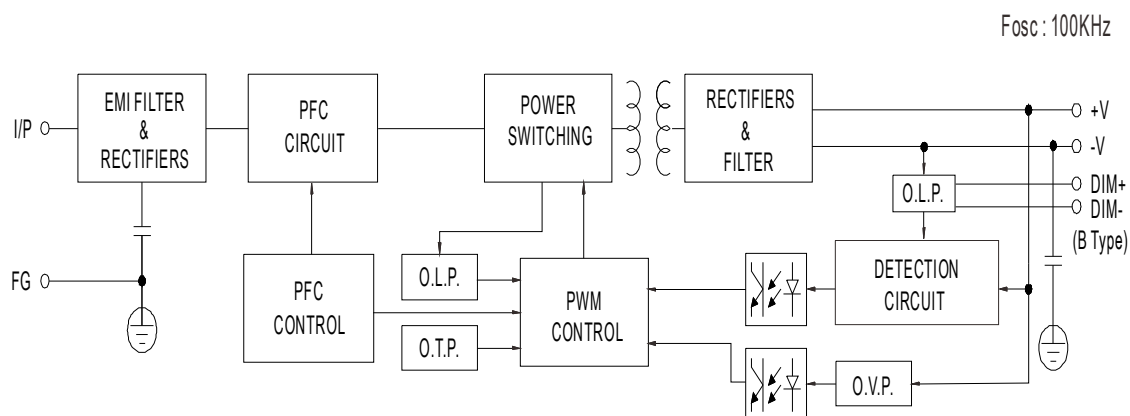 Fosc : 100KHz
I/P
EMI FILTER
&
RECTIFIERS
PFC
CIRCUIT
POWER
SWITCHING
RECTIFIERS
&
FILTER
+V
-V
O.L.P.
DIM+
DIM-
(B Type)
FG
PFC
CONTROL
O.L.P.
O.T.P.
PWM
CONTROL
DETECTION
CIRCUIT
O.V.P.